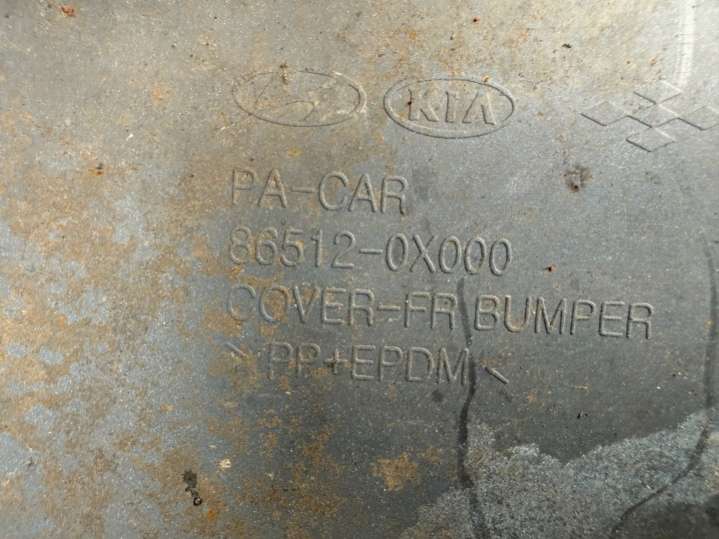 KIA
PA-CAR
86512-0X000
COVER-FR BUMPER
>PP+EPDM<